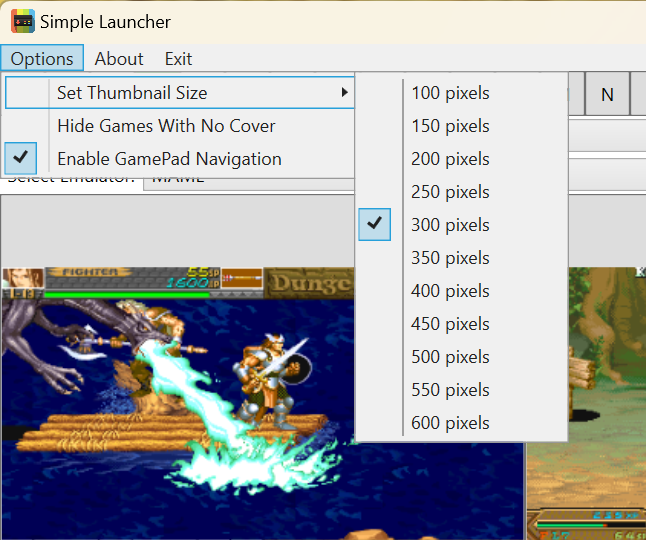 Simple Launcher
Options About Exit
Set Thumbnail Size
Hide Games With No Cover
Enable GamePad Navigation
100 pixels
150 pixels
200 pixels
250 pixels
300 pixels
350 pixels
400 pixels
450 pixels
500 pixels
550 pixels
600 pixels
N
Select Emulator: MAME
FIGHTER
55
1600
Dunge